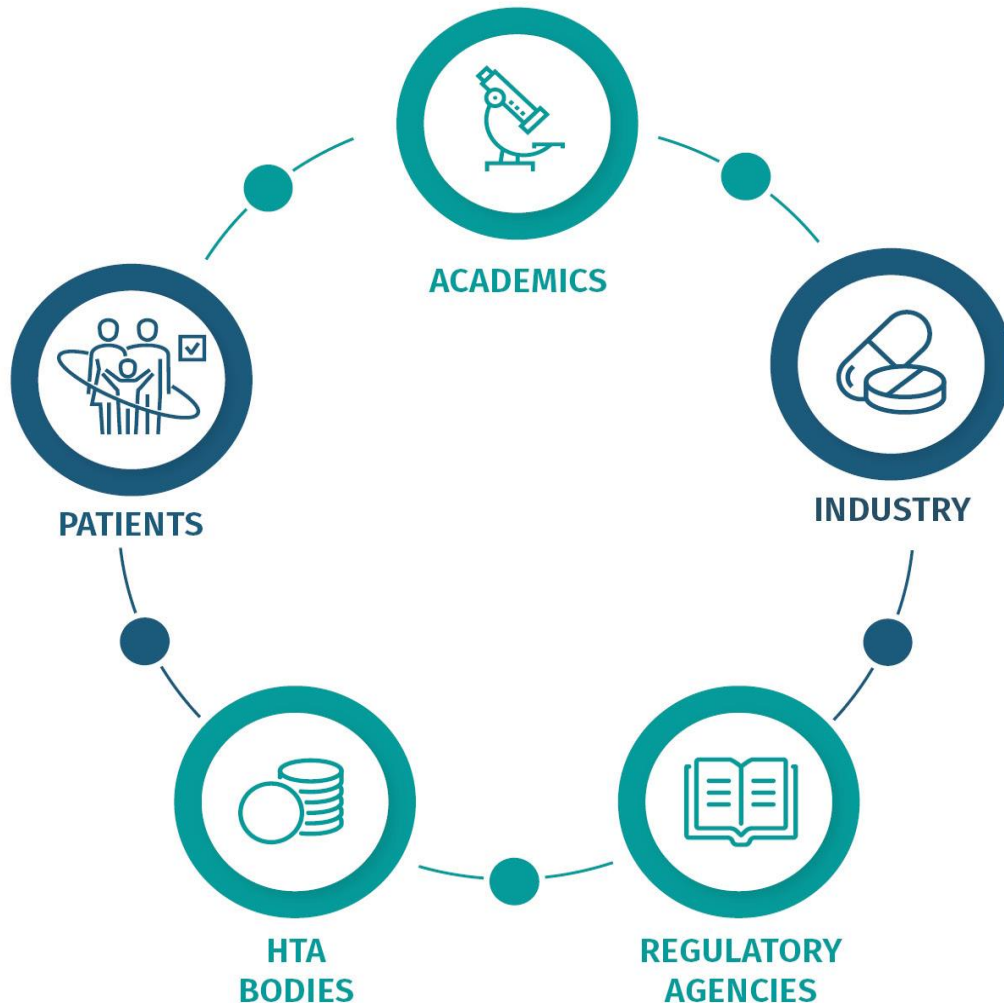 ACADEMICS
PATIENTS
INDUSTRY
HTA
BODIES
REGULATORY
AGENCIES